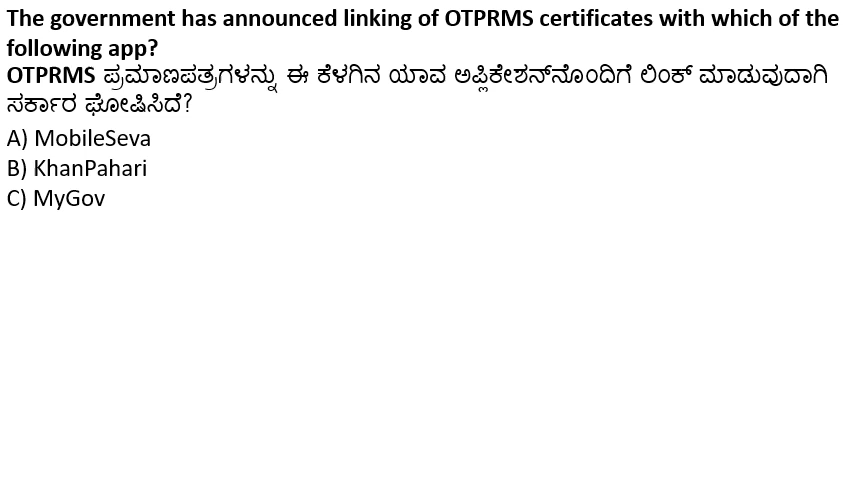 The government has announced linking of OTPRMS certificates with which of the
following app?
OTPRMS ಪ್ರಮಾಣಪತ್ರಗಳನ್ನು ಈ ಕೆಳಗಿನ ಯಾವ ಅಪ್ಲಿಕೇಶನ್‌ನೊಂದಿಗೆ ಲಿಂಕ್ ಮಾಡುವುದಾಗಿ
ಸರ್ಕಾರ ಘೋಷಿಸಿದೆ?
A) MobileSeva
B) KhanPahari
C) MyGov